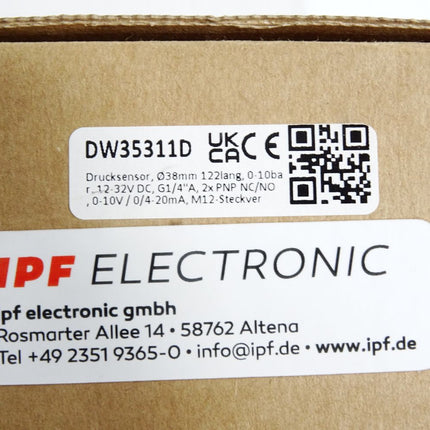 DW35311D UK CA CE
Drucksensor, Ø38mm 122lang, 0-10ba
r, 12-32V DC, G1/4"A, 2x PNP NC/NO
, 0-10V / 0/4-20mA, M12-Steckver
IPF ELECTRONIC
ipf electronic gmbh
Rosmarter Allee 14 • 58762 Altena
Tel +49 2351 9365-0 • info@ipf.de • www.ipf.de